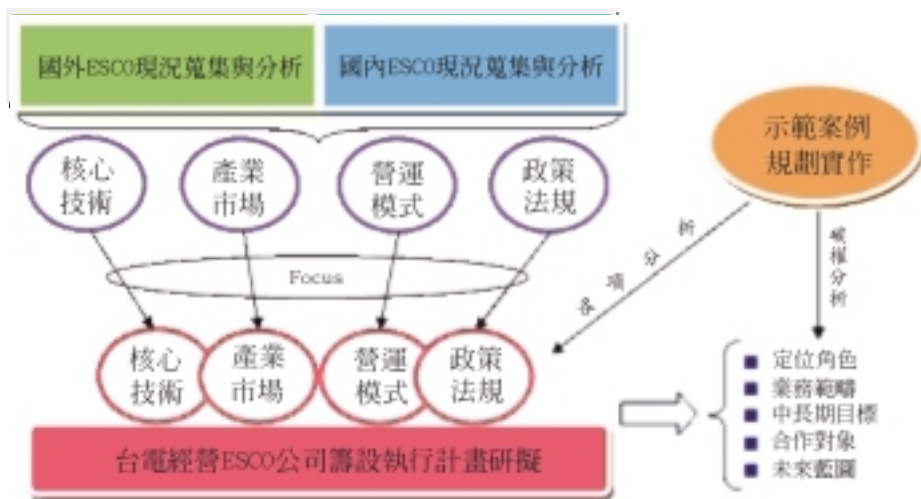 國外ESCO現況蒐集與分析
國內ESCO現況蒐集與分析
核心
技術
產業
市場
營運
模式
政策
法規
示範案例
規劃實作
Focus
各項分析
碳權分析
核心
技術
產業
市場
營運
模式
政策
法規
台電經營ESCO公司籌設執行計畫研擬
■ 定位角色
■ 業務範疇
■ 中長期目標
■ 合作對象
■ 未來藍圖